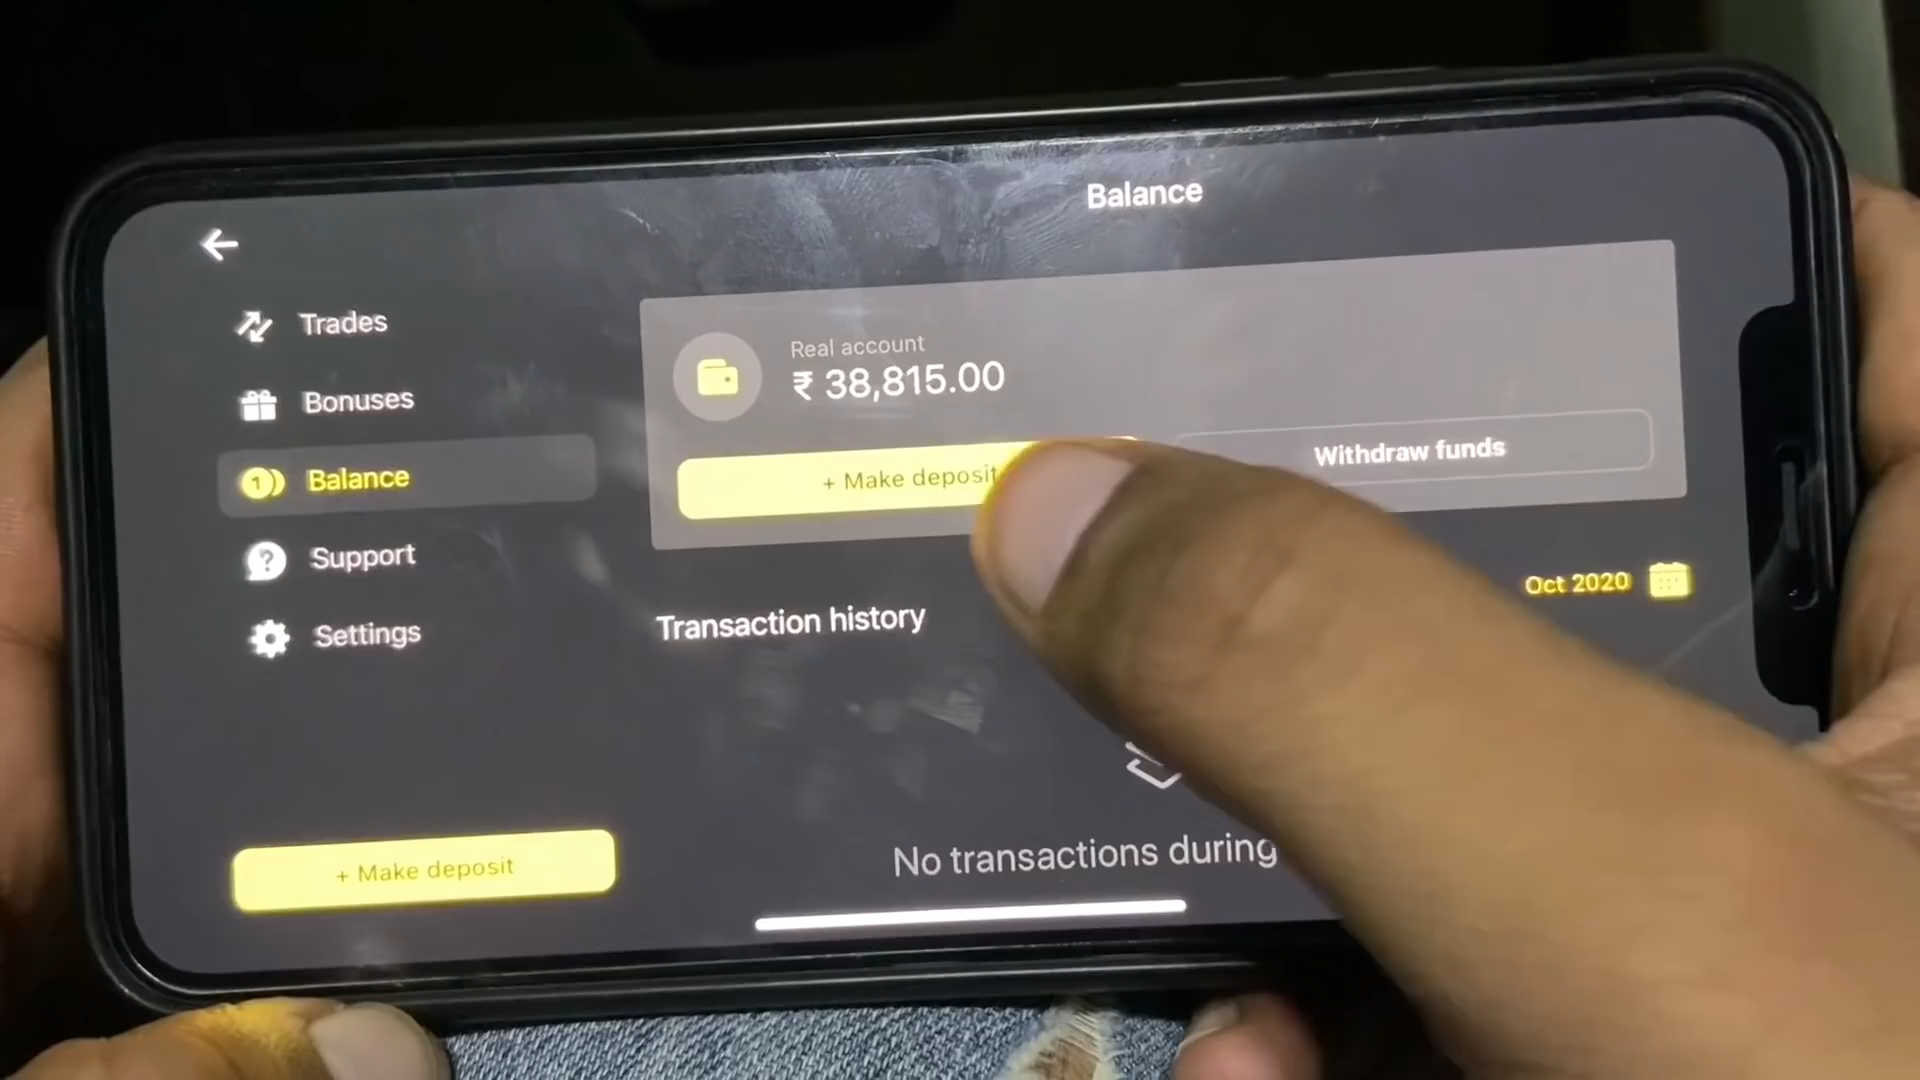 Balance
Trades
Bonuses
Balance
Support
Settings
+ Make deposit
Real account
₹ 38,815.00
+ Make deposit
Withdraw funds
Transaction history
Oct 2020
No transactions during